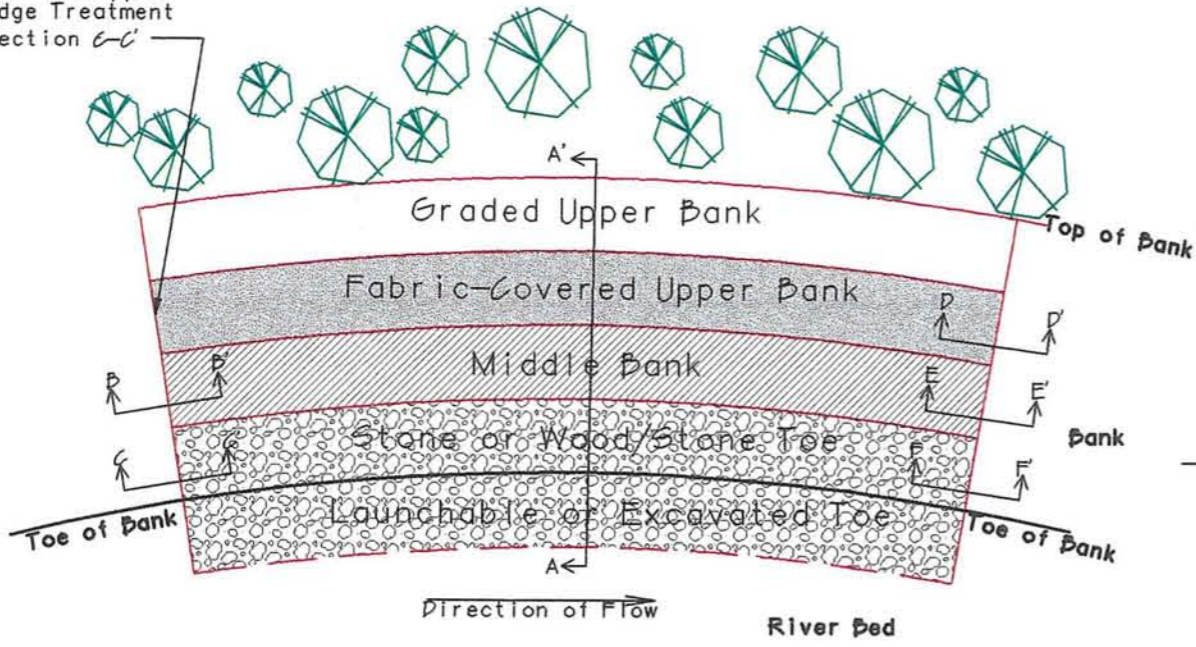 dge Treatment
ection C-C'
A'
Graded Upper Bank
Top of Bank
Fabric-Covered Upper Bank
D
D'
Middle Bank
B
B'
E
E'
Bank
Stone or Wood/Stone Toe
C
C'
F
F'
Launchable or Excavated Toe
Toe of Bank
Toe of Bank
A
Direction of Flow
River Bed